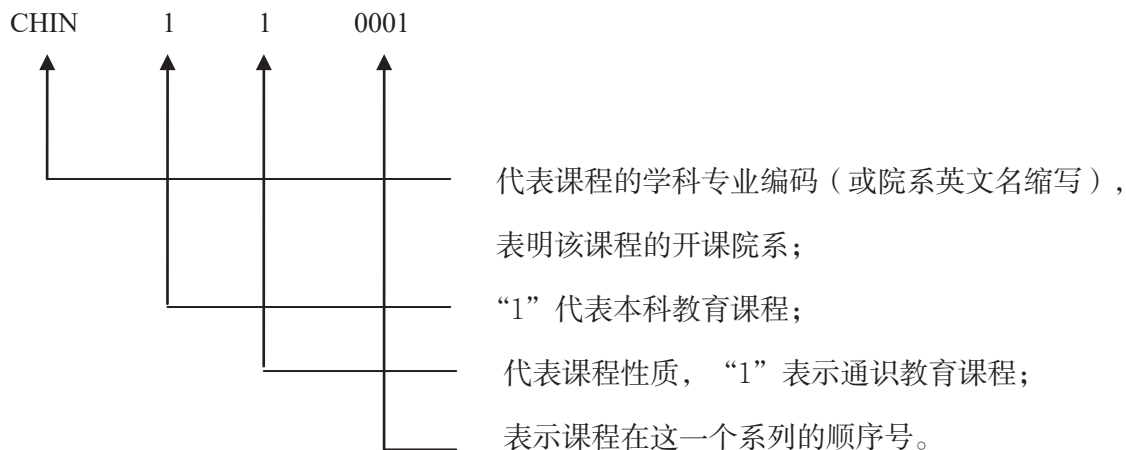 CHIN 1 1 0001
代表课程的学科专业编码（或院系英文名缩写），
表明该课程的开课院系；
“1”代表本科教育课程；
代表课程性质，“1”表示通识教育课程；
表示课程在这一个系列的顺序号。